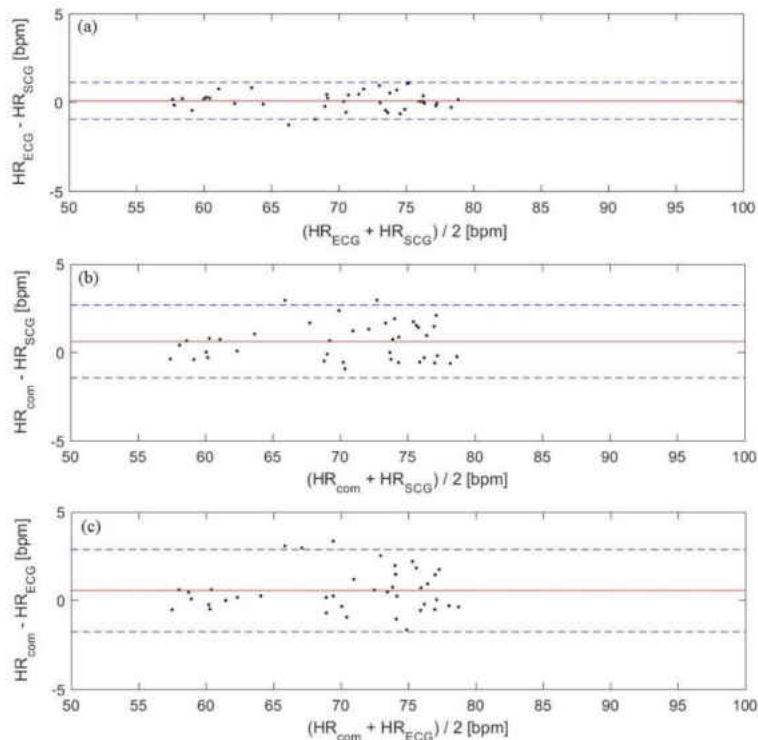 (a)
HR_ECG - HR_SCG [bpm]
5
0
-5
50 55 60 65 70 75 80 85 90 95 100
(HR_ECG + HR_SCG) / 2 [bpm]
(b)
HR_com - HR_SCG [bpm]
5
0
-5
50 55 60 65 70 75 80 85 90 95 100
(HR_com + HR_SCG) / 2 [bpm]
(c)
HR_com - HR_ECG [bpm]
5
0
-5
50 55 60 65 70 75 80 85 90 95 100
(HR_com + HR_ECG) / 2 [bpm]